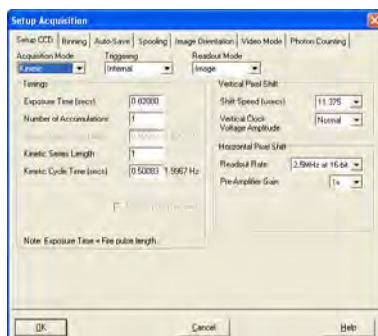 Setup Acquisition
Setup CCD Binning Auto-Save Spooling Image Orientation Video Mode Photon Counting
Acquisition Mode Triggering Readout Mode
Kinetic Internal Image
Timings
Exposure Time (secs) 0.02000
Number of Accumulations 1
Kinetic Series Length 1
Kinetic Cycle Time (secs) 0.50083 1.9967 Hz
Note: Exposure Time = Fire pulse length.
Vertical Pixel Shift
Shift Speed (usecs) 11.375
Vertical Clock
Voltage Amplitude Normal
Horizontal Pixel Shift
Readout Rate 2.5MHz at 16-bit
Pre-Amplifier Gain 1x
OK Cancel Help